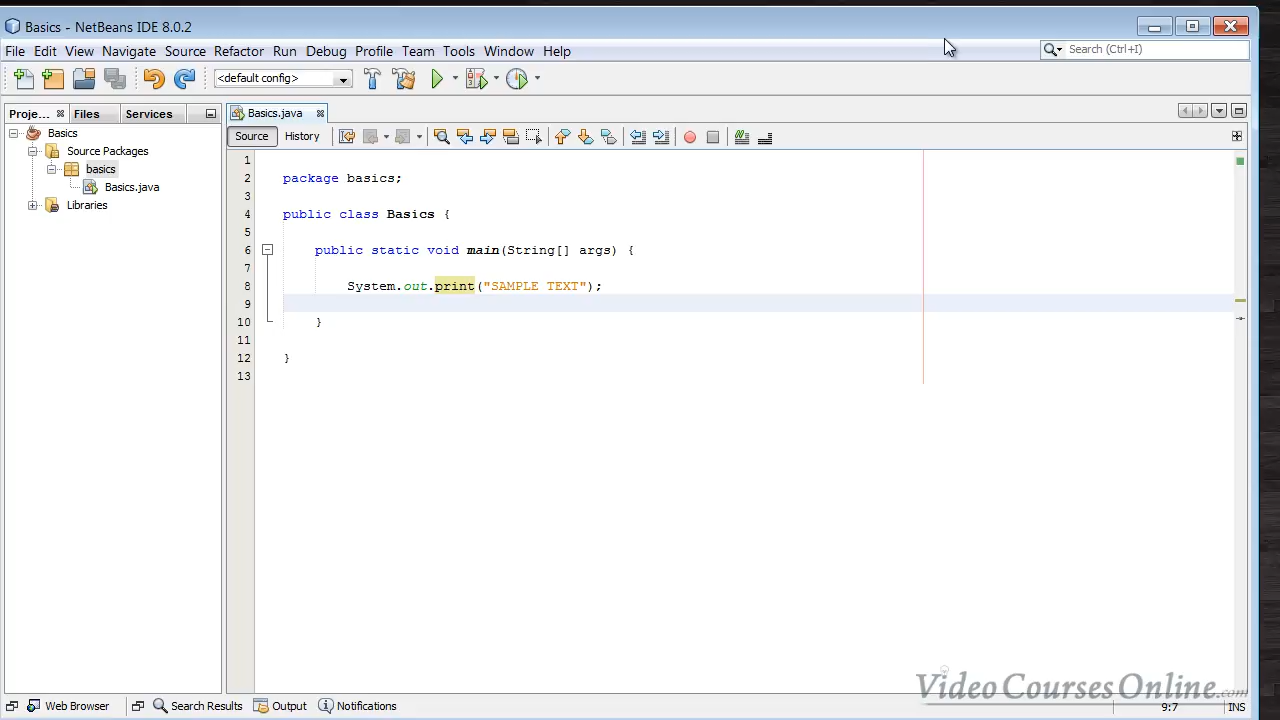 Basics - NetBeans IDE 8.0.2
File Edit View Navigate Source Refactor Run Debug Profile Team Tools Window Help
Search (Ctrl+I)
<default config>
Proje... Files Services
Basics.java
Basics
Source History
Source Packages
basics
Basics.java
Libraries
1
2 package basics;
3
4 public class Basics {
5
6 public static void main(String[] args) {
7
8 System.out.print("SAMPLE TEXT");
9
10 }
11
12 }
13
VideoCoursesOnline.com
Web Browser Search Results Output Notifications 9:7 INS